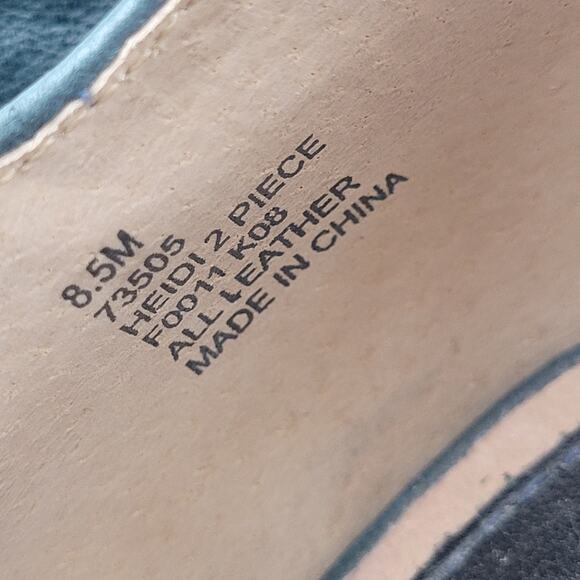 8.5M
73505
HEIDI 2 PIECE
F0011 K08
ALL LEATHER
MADE IN CHINA